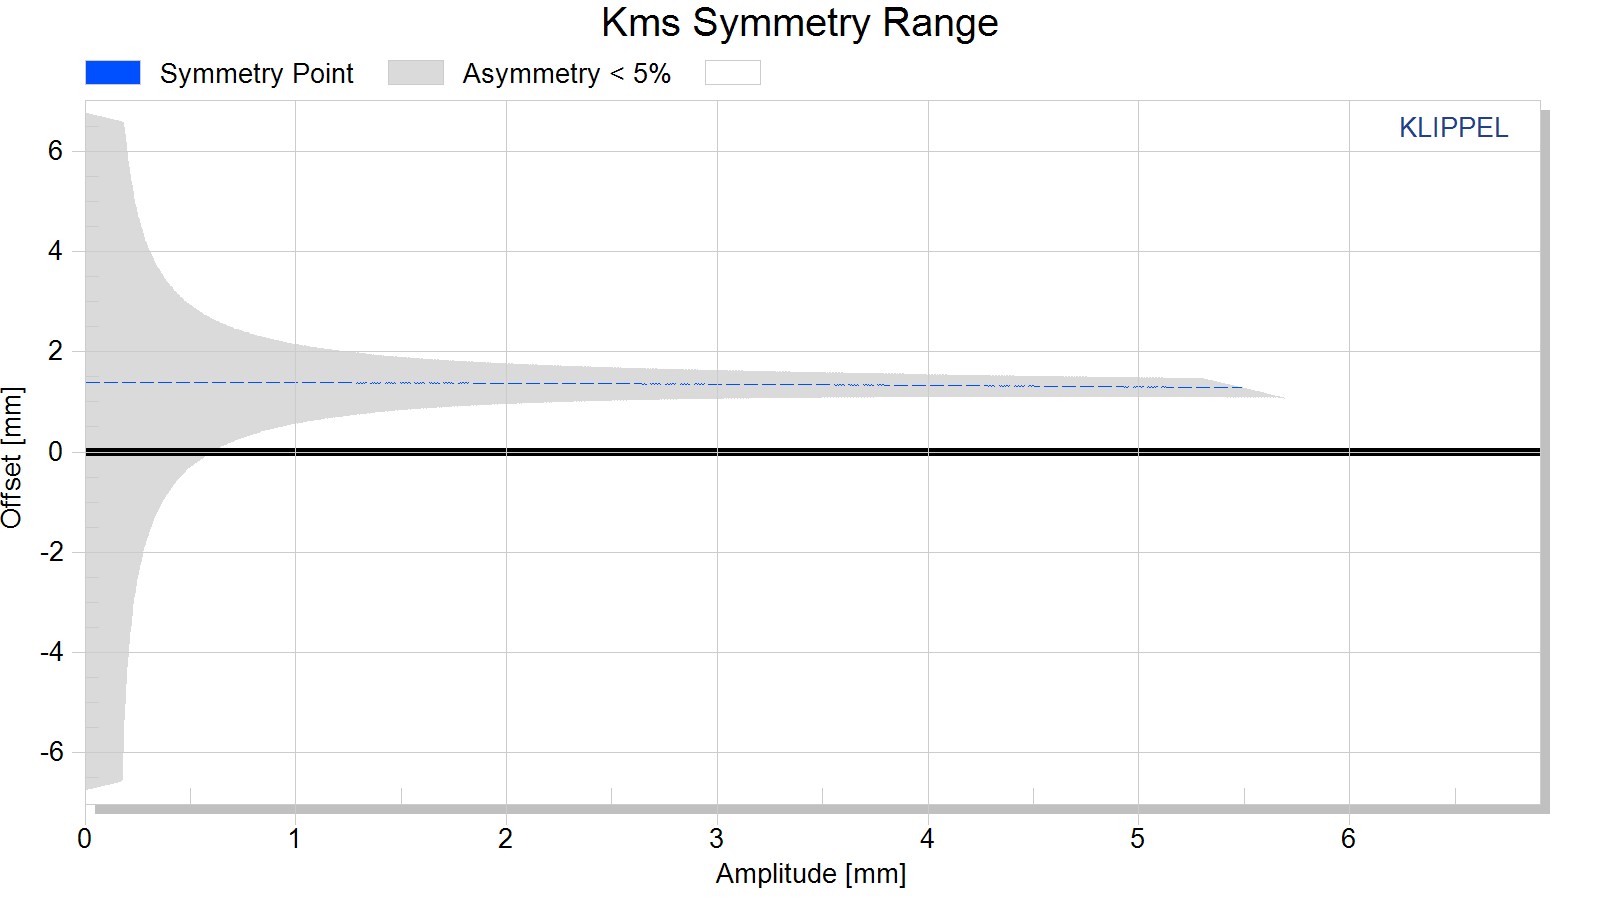 Kms Symmetry Range
Symmetry Point Asymmetry < 5%
KLIPPEL
6
4
2
0
-2
-4
-6
Offset [mm]
0 1 2 3 4 5 6
Amplitude [mm]